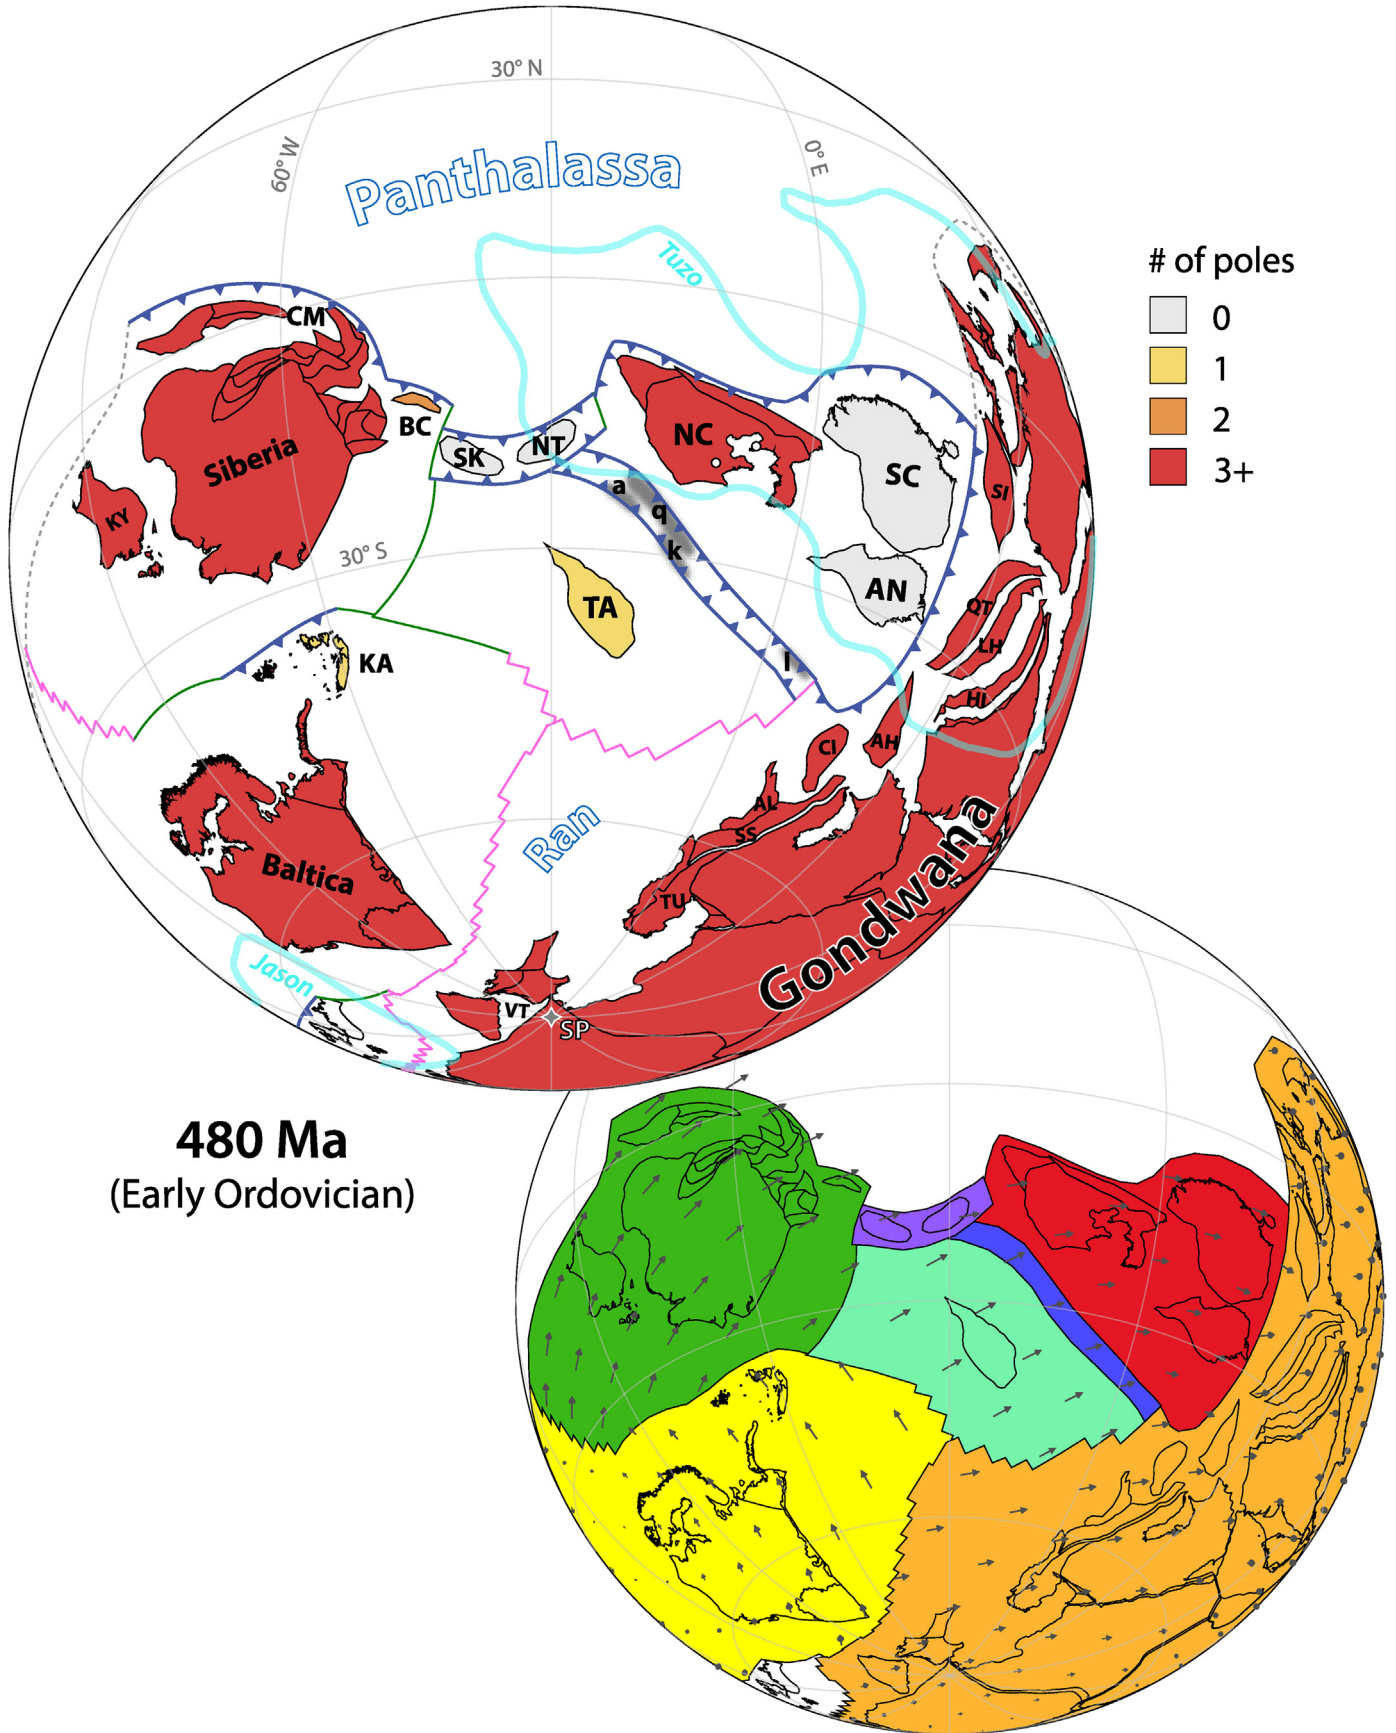 30° N
60° W
0° E
Panthalassa
Tuzo
# of poles
0
1
2
3+
CM
BC
SK
NT
NC
SC
SI
Siberia
KY
30° S
a
q
k
l
TA
AN
QT
LH
HI
KA
CI
AH
AL
SS
TU
Ran
Baltica
Gondwana
Jason
VT
SP
480 Ma
(Early Ordovician)